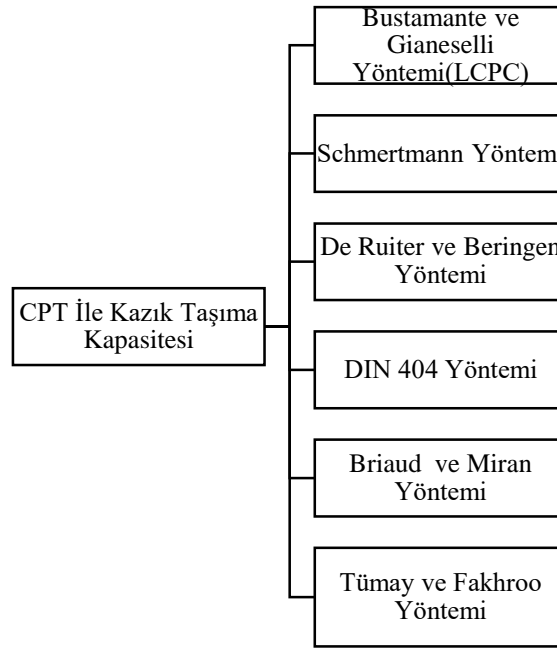 Bustamante ve
Gianeselli
Yöntemi(LCPC)
Schmertmann Yöntem
De Ruiter ve Beringen
Yöntemi
CPT İle Kazık Taşıma
Kapasitesi
DIN 404 Yöntemi
Briaud ve Miran
Yöntemi
Tümay ve Fakhroo
Yöntemi